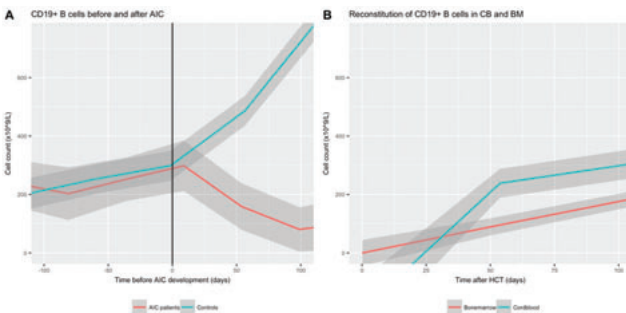 A CD19+ B cells before and after AIC
Cell count (x10^9/L)
600
400
200
0
-100 -50 0 50 100
Time before AIC development (days)
AIC patients Controls
B Reconstitution of CD19+ B cells in CB and BM
Cell count (x10^9/L)
600
400
200
0
0 25 50 75 100
Time after HCT (days)
Bonemarrow Cordblood